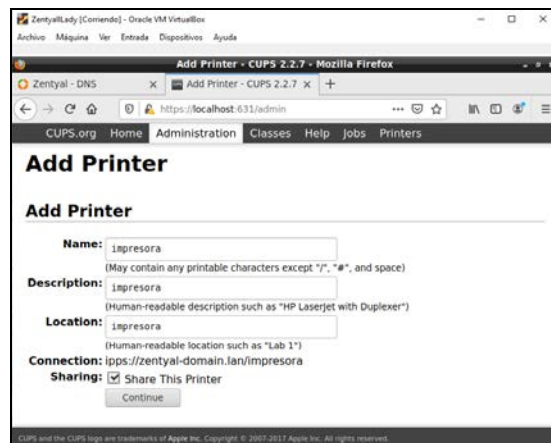 ZentyalLady [Corriendo] - Oracle VM VirtualBox
Archivo Máquina Ver Entrada Dispositivos Ayuda
Add Printer - CUPS 2.2.7 - Mozilla Firefox
Zentyal - DNS
Add Printer - CUPS 2.2.7
https://localhost:631/admin
CUPS.org Home Administration Classes Help Jobs Printers
Add Printer
Add Printer
Name: impresora
(May contain any printable characters except "/", "#", and space)
Description: impresora
(Human-readable description such as "HP LaserJet with Duplexer")
Location: impresora
(Human-readable location such as "Lab 1")
Connection: ipps://zentyal-domain.lan/impresora
Sharing: Share This Printer
Continue
CUPS and the CUPS logo are trademarks of Apple Inc. Copyright © 2007-2017 Apple Inc. All rights reserved.